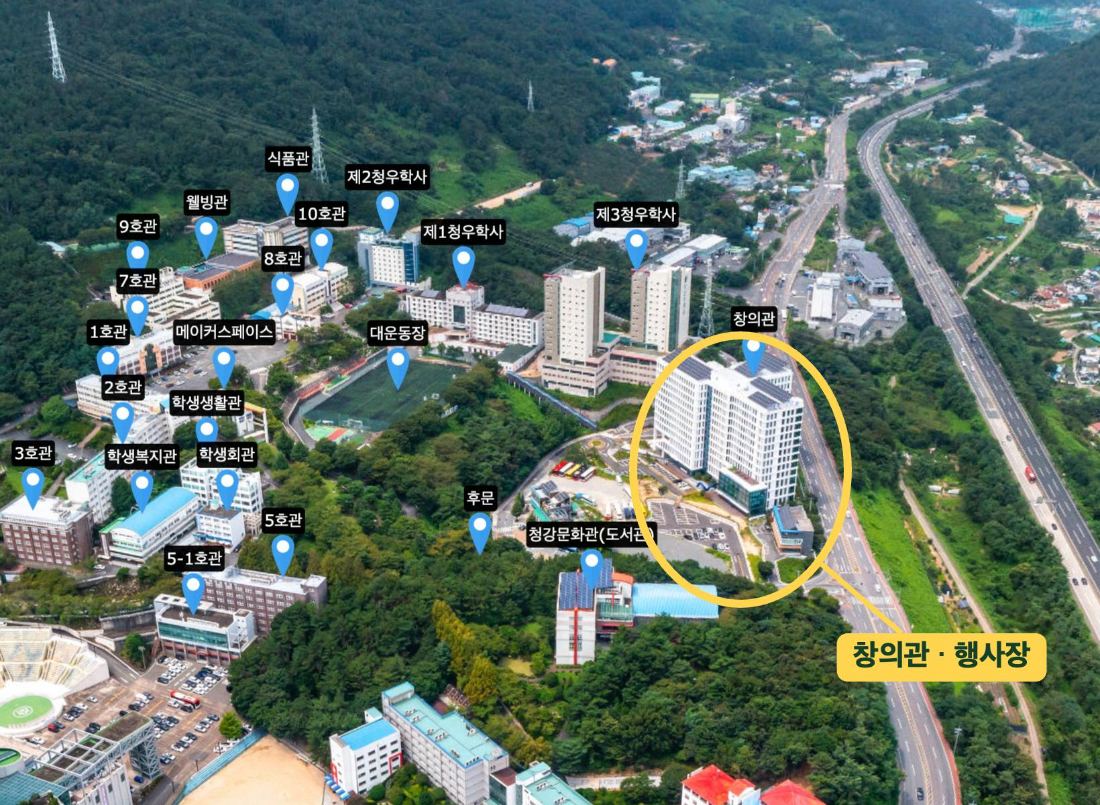 식품관
제2청우학사
웰빙관
10호관
제1청우학사
제3청우학사
9호관
8호관
7호관
창의관
1호관
메이커스페이스
대운동장
2호관
학생생활관
3호관
학생복지관
학생회관
후문
5호관
청강문화관(도서관)
5-1호관
창의관 · 행사장